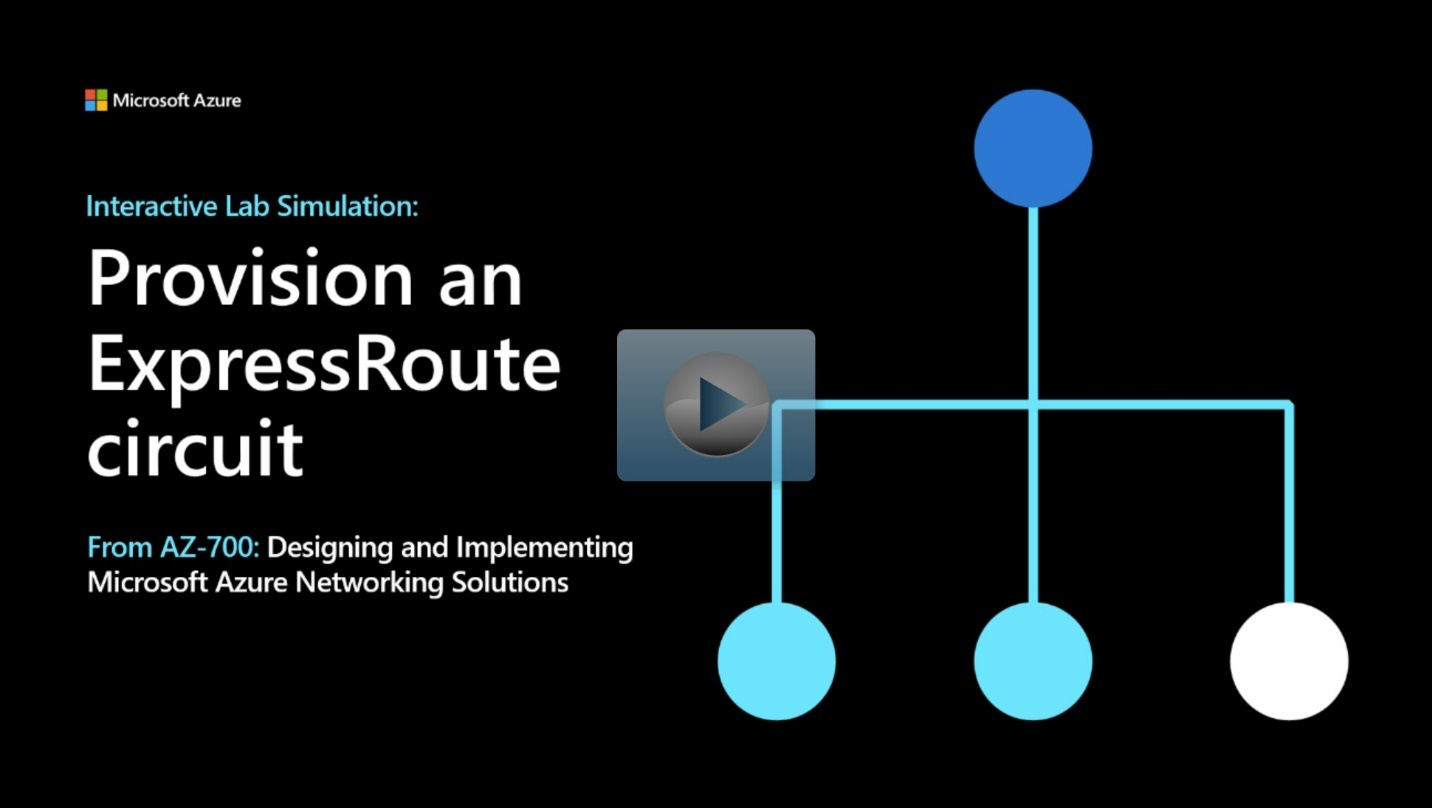 Microsoft Azure
Interactive Lab Simulation:
Provision an
ExpressRoute
circuit
From AZ-700: Designing and Implementing
Microsoft Azure Networking Solutions